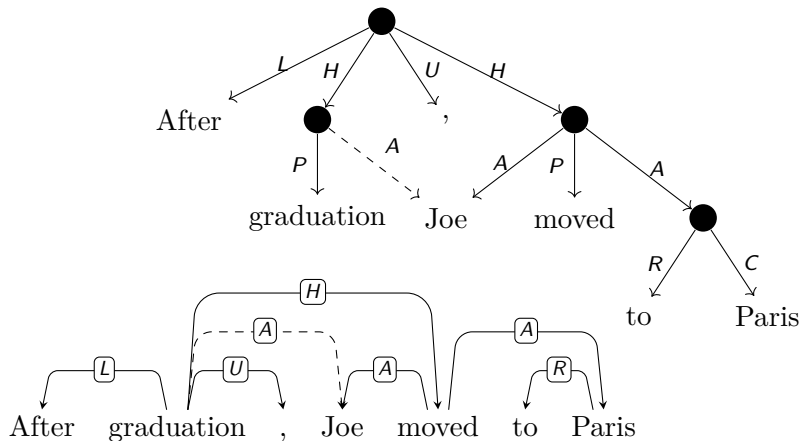 L H U H
After ,
P A A P A
graduation Joe moved
R C
to Paris
H
A A
L U A R
After graduation , Joe moved to Paris